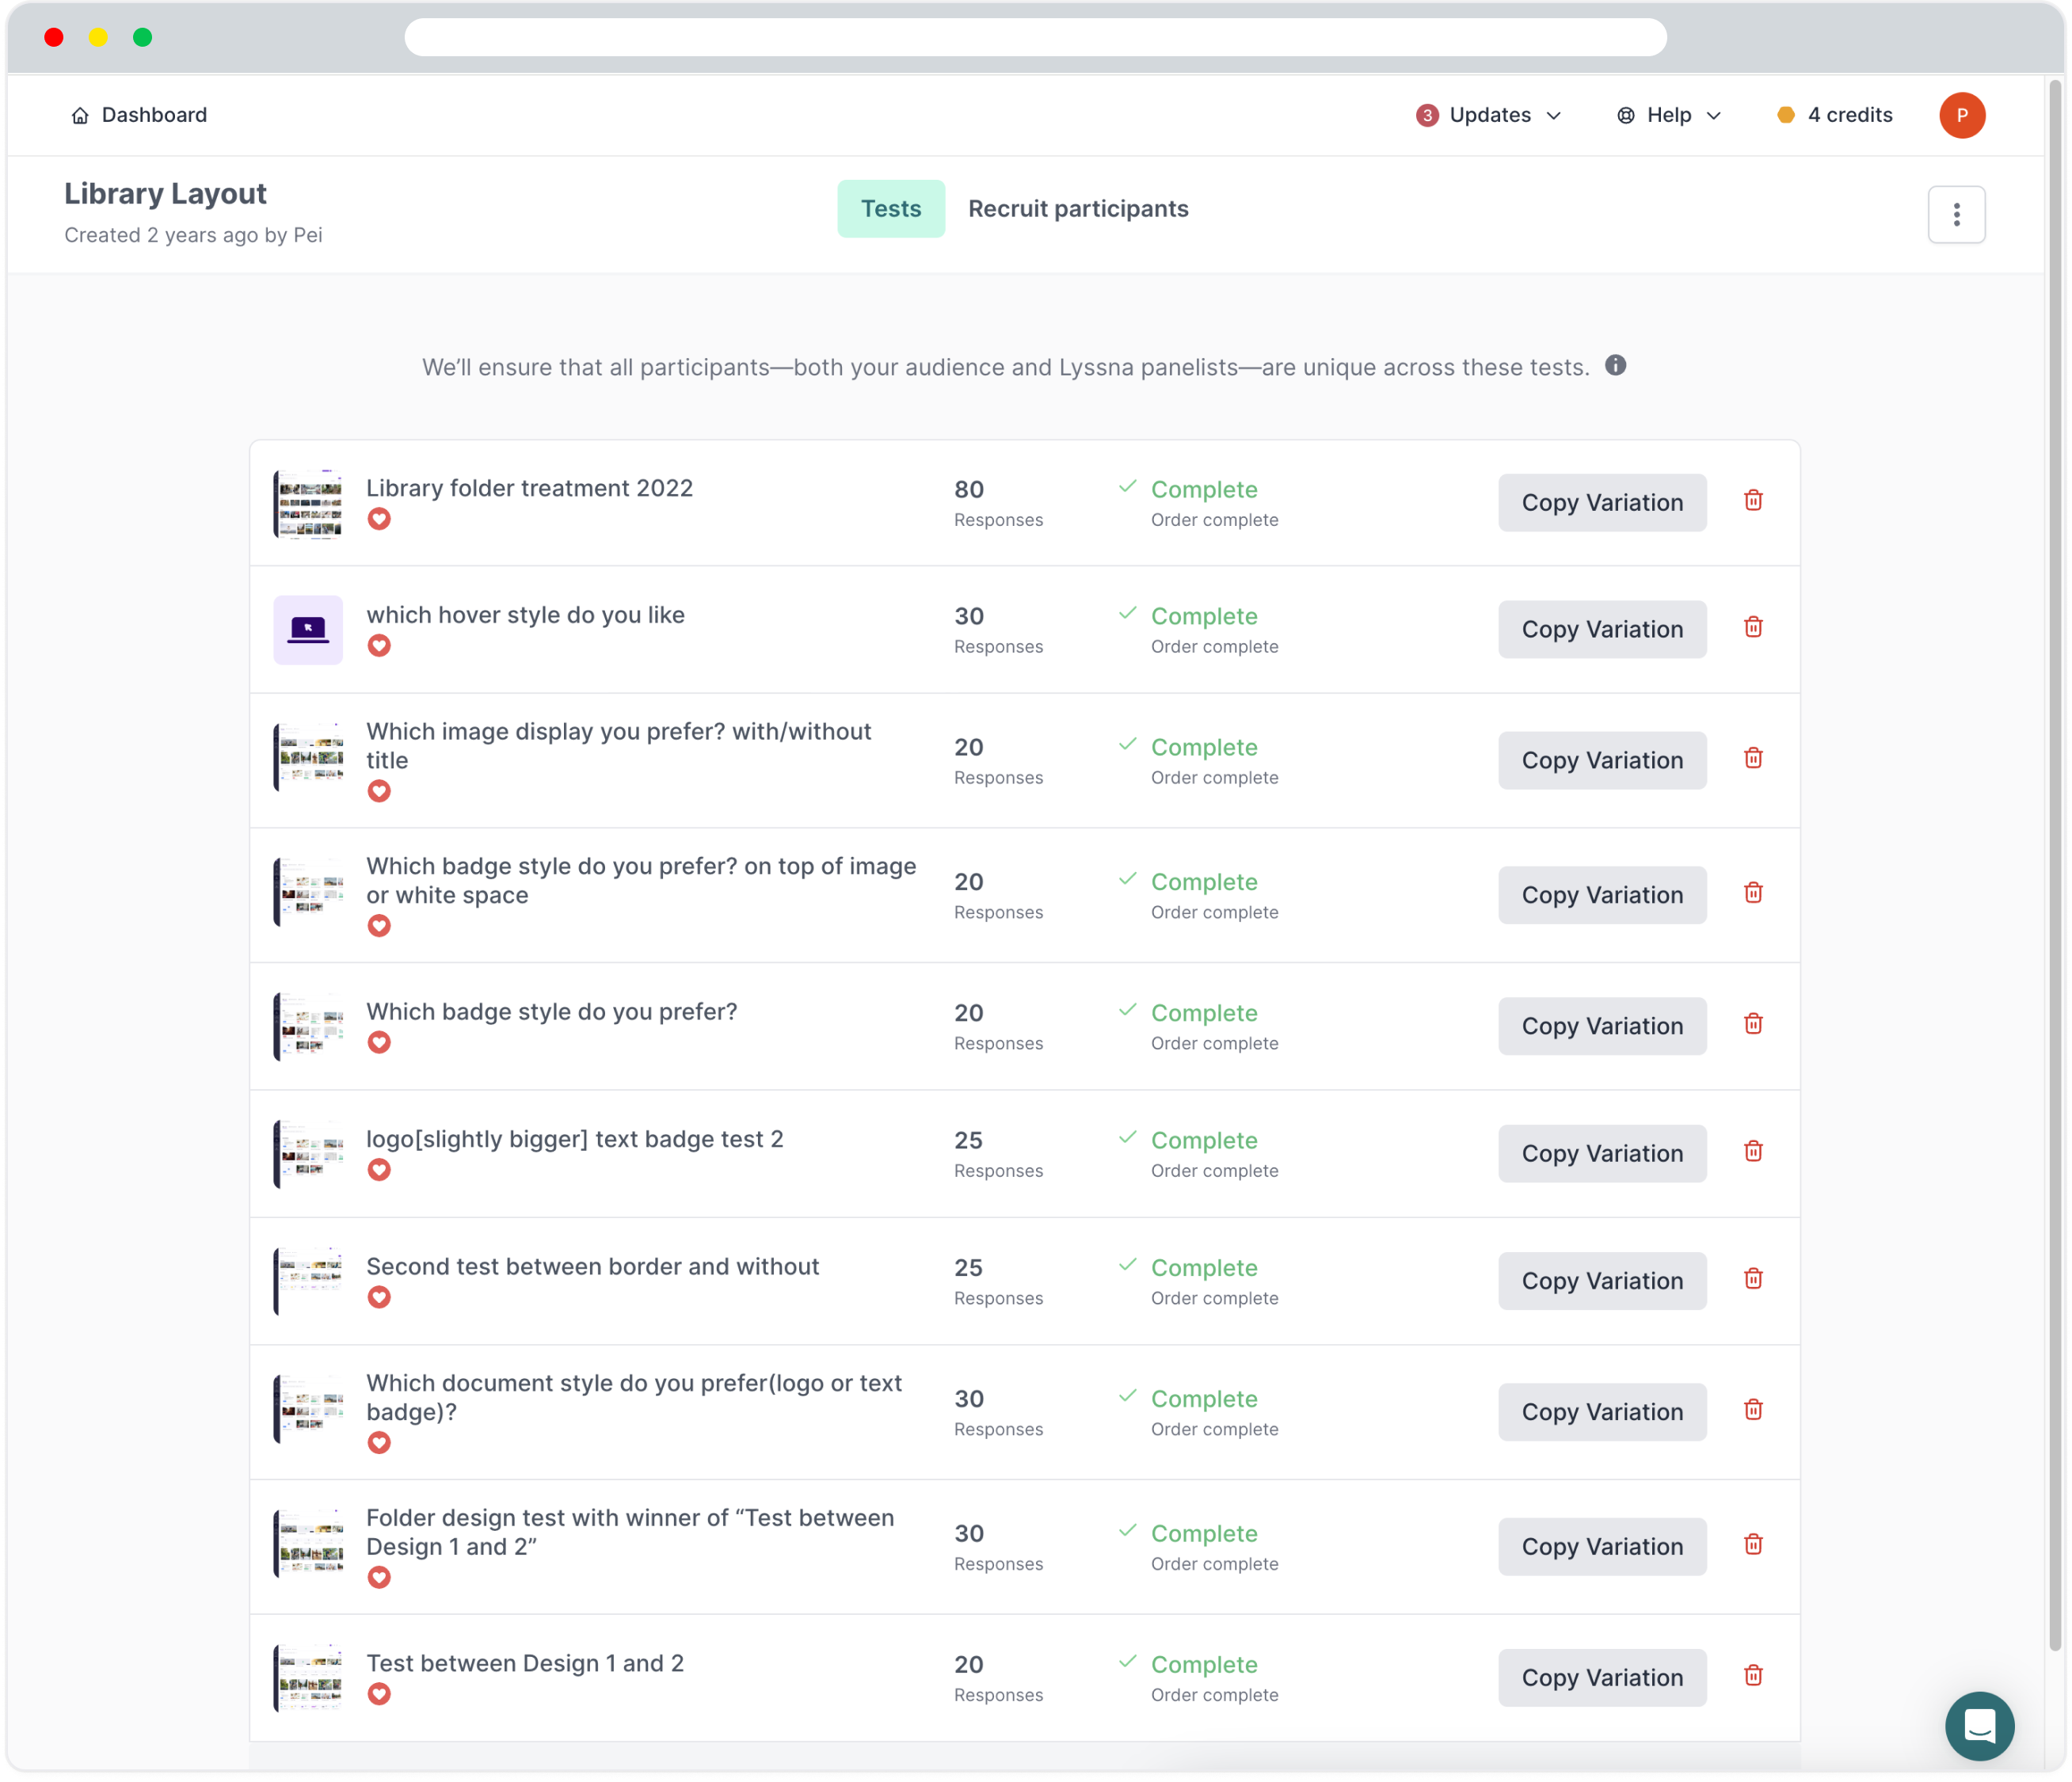 Dashboard
3 Updates
Help
4 credits
P
Library Layout
Created 2 years ago by Pei
Tests
Recruit participants
We’ll ensure that all participants—both your audience and Lyssna panelists—are unique across these tests.
Library folder treatment 2022
80
Responses
Complete
Order complete
Copy Variation
which hover style do you like
30
Responses
Complete
Order complete
Copy Variation
Which image display you prefer? with/without
title
20
Responses
Complete
Order complete
Copy Variation
Which badge style do you prefer? on top of image
or white space
20
Responses
Complete
Order complete
Copy Variation
Which badge style do you prefer?
20
Responses
Complete
Order complete
Copy Variation
logo[slightly bigger] text badge test 2
25
Responses
Complete
Order complete
Copy Variation
Second test between border and without
25
Responses
Complete
Order complete
Copy Variation
Which document style do you prefer(logo or text
badge)?
30
Responses
Complete
Order complete
Copy Variation
Folder design test with winner of “Test between
Design 1 and 2”
30
Responses
Complete
Order complete
Copy Variation
Test between Design 1 and 2
20
Responses
Complete
Order complete
Copy Variation